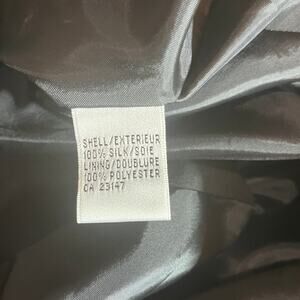 SHELL/EXTERIEUR
100% SILK/SOIE
LINING/DOUBLURE
100% POLYESTER
CA 23147